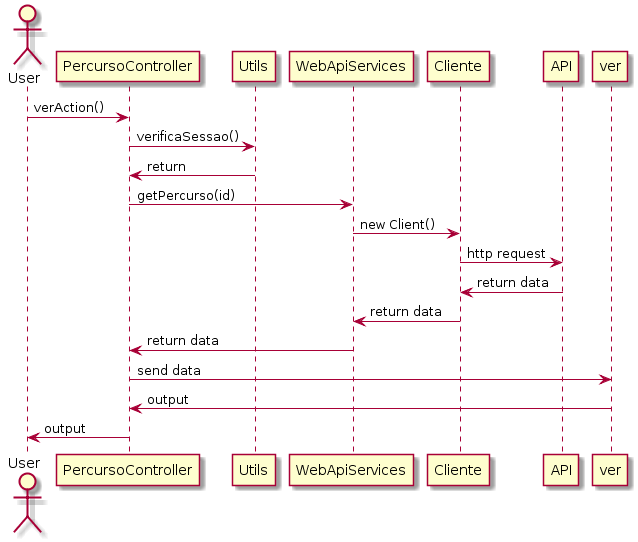 User
PercursoController
Utils
WebApiServices
Cliente
API
ver
verAction()
verificaSessao()
return
getPercurso(id)
new Client()
http request
return data
return data
return data
send data
output
output
User
PercursoController
Utils
WebApiServices
Cliente
API
ver